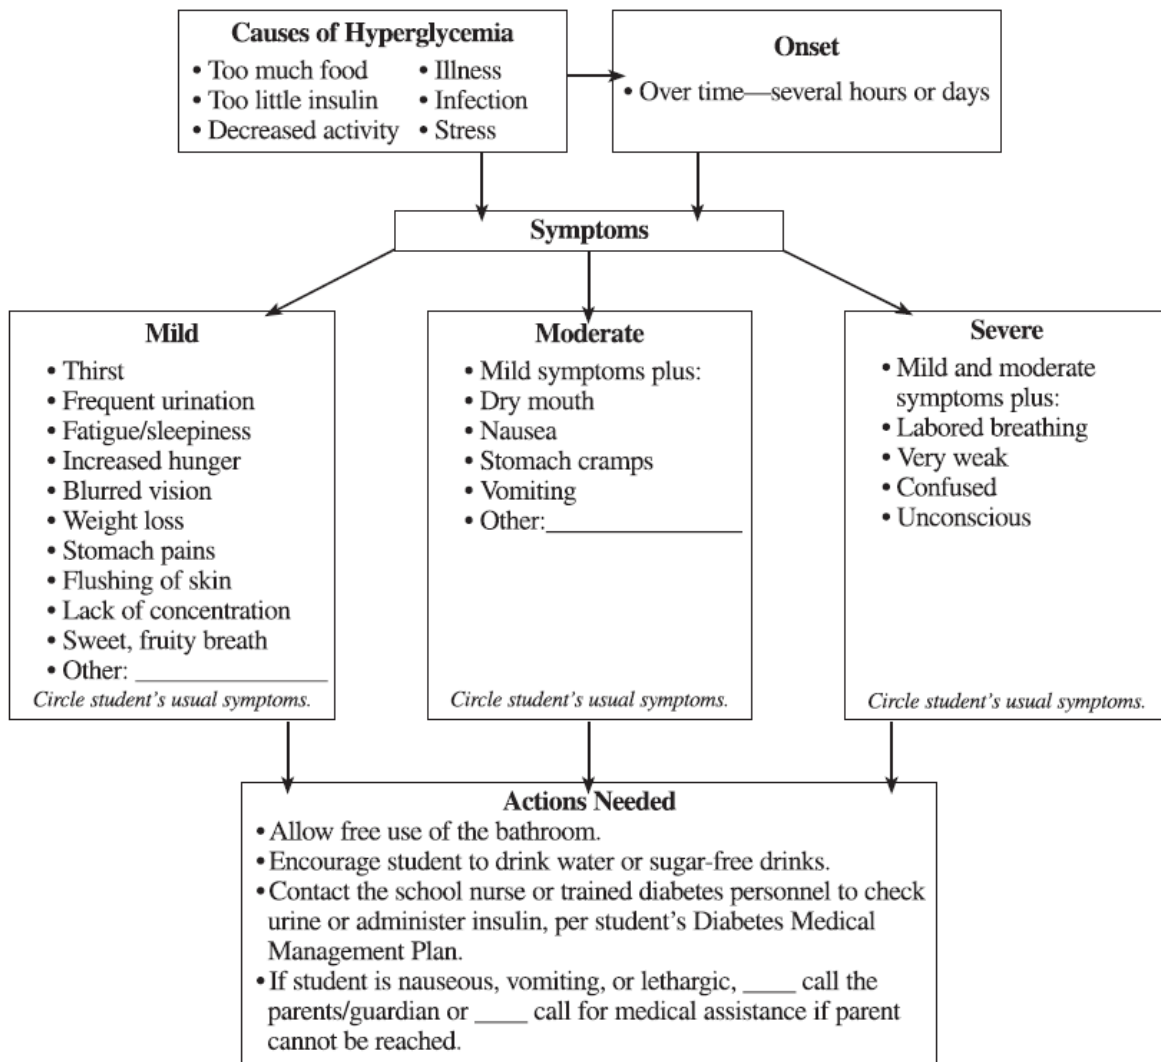 Causes of Hyperglycemia
• Too much food
• Too little insulin
• Decreased activity
• Illness
• Infection
• Stress
Onset
• Over time—several hours or days
Symptoms
Mild
• Thirst
• Frequent urination
• Fatigue/sleepiness
• Increased hunger
• Blurred vision
• Weight loss
• Stomach pains
• Flushing of skin
• Lack of concentration
• Sweet, fruity breath
• Other: ________________
Circle student’s usual symptoms.
Moderate
• Mild symptoms plus:
• Dry mouth
• Nausea
• Stomach cramps
• Vomiting
• Other:________________
Circle student’s usual symptoms.
Severe
• Mild and moderate
symptoms plus:
• Labored breathing
• Very weak
• Confused
• Unconscious
Circle student’s usual symptoms.
Actions Needed
• Allow free use of the bathroom.
• Encourage student to drink water or sugar-free drinks.
• Contact the school nurse or trained diabetes personnel to check
urine or administer insulin, per student’s Diabetes Medical
Management Plan.
• If student is nauseous, vomiting, or lethargic, ____ call the
parents/guardian or ____ call for medical assistance if parent
cannot be reached.